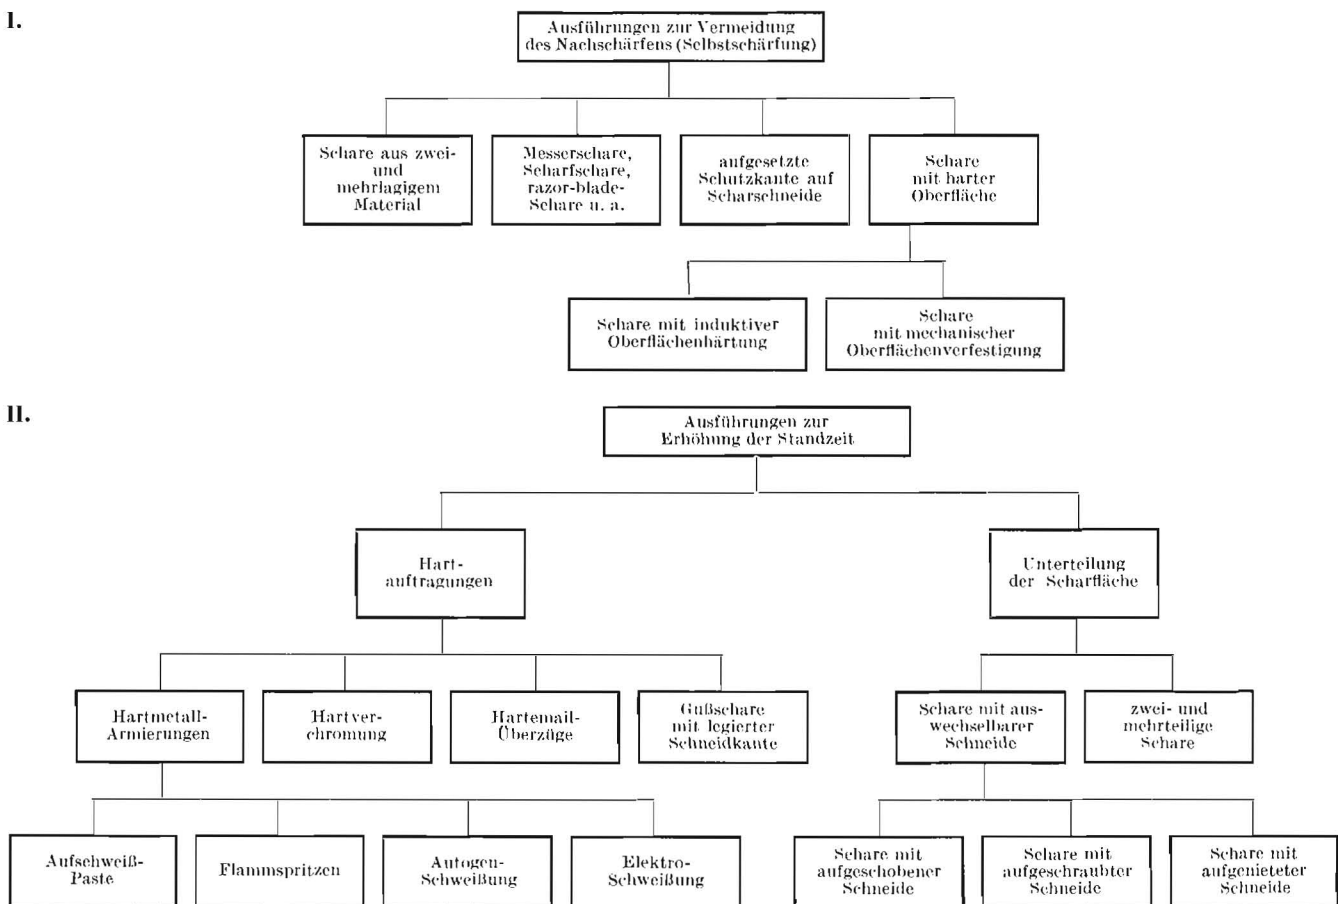 I.
Ausführungen zur Vermeidung
des Nachschärfens (Selbstschärfung)
Schare aus zwei-
und
mehrlagigem
Material
Messerschare,
Scharfschare,
razor-blade-
Schare u. a.
aufgesetzte
Schutzkante auf
Scharschneide
Schare
mit harter
Oberfläche
Schare mit induktiver
Oberflächenhärtung
Schare
mit mechanischer
Oberflächenverfestigung
II.
Ausführungen zur
Erhöhung der Standzeit
Hart-
auftragungen
Unterteilung
der Scharfläche
Hartmetall-
Armierungen
Hartver-
chromung
Hartemail-
Überzüge
Gußschare
mit legierter
Schneidkante
Schare mit aus-
wechselbarer
Schneide
zwei- und
mehrteilige
Schare
Aufschweiß-
Paste
Flammspritzen
Autogen-
Schweißung
Elektro-
Schweißung
Schare mit
aufgeschobener
Schneide
Schare mit
aufgeschraubter
Schneide
Schare mit
aufgenieteter
Schneide